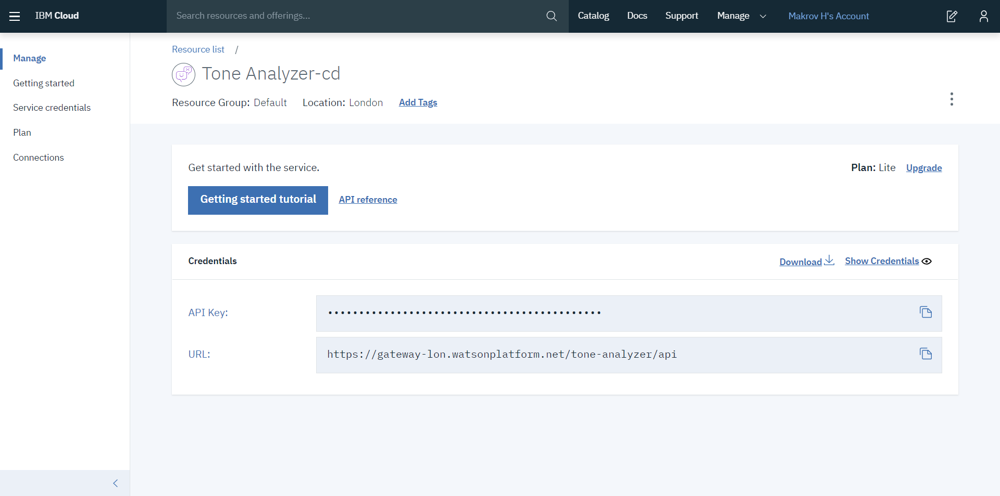 IBM Cloud
Search resources and offerings...
Catalog
Docs
Support
Manage
Makrov H's Account
Manage
Getting started
Service credentials
Plan
Connections
Resource list /
Tone Analyzer-cd
Resource Group: Default
Location: London
Add Tags
Get started with the service.
Plan: Lite
Upgrade
Getting started tutorial
API reference
Credentials
Download
Show Credentials
API Key:
••••••••••••••••••••••••••••••••••••••••••••
URL:
https://gateway-lon.watsonplatform.net/tone-analyzer/api